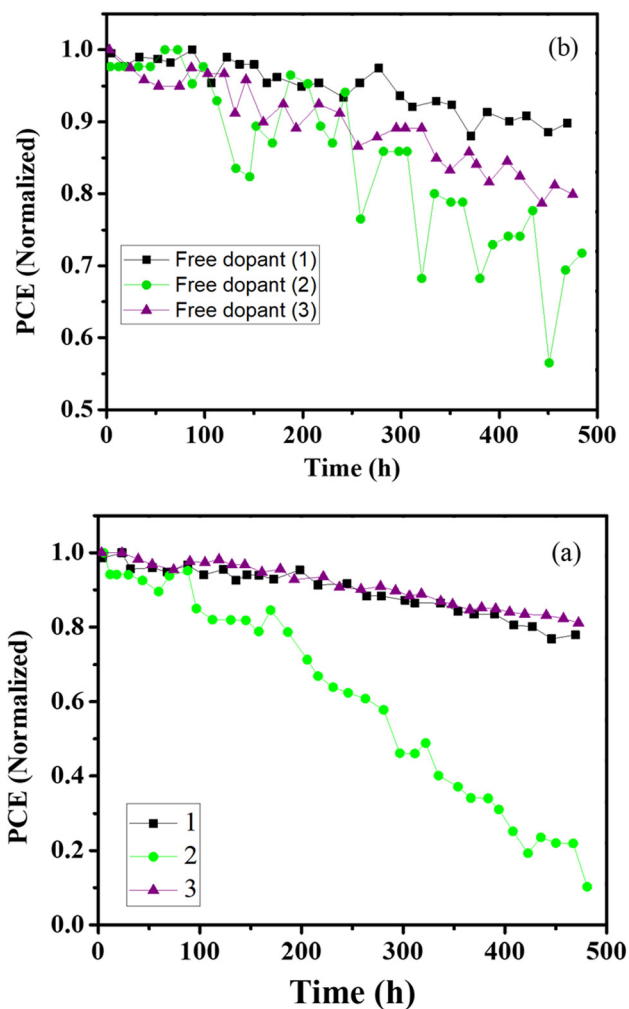 (b)
PCE (Normalized)
1.0
0.9
0.8
0.7
0.6
0.5
Free dopant (1)
Free dopant (2)
Free dopant (3)
0 100 200 300 400 500
Time (h)
(a)
PCE (Normalized)
1.0
0.8
0.6
0.4
0.2
0.0
1
2
3
0 100 200 300 400 500
Time (h)